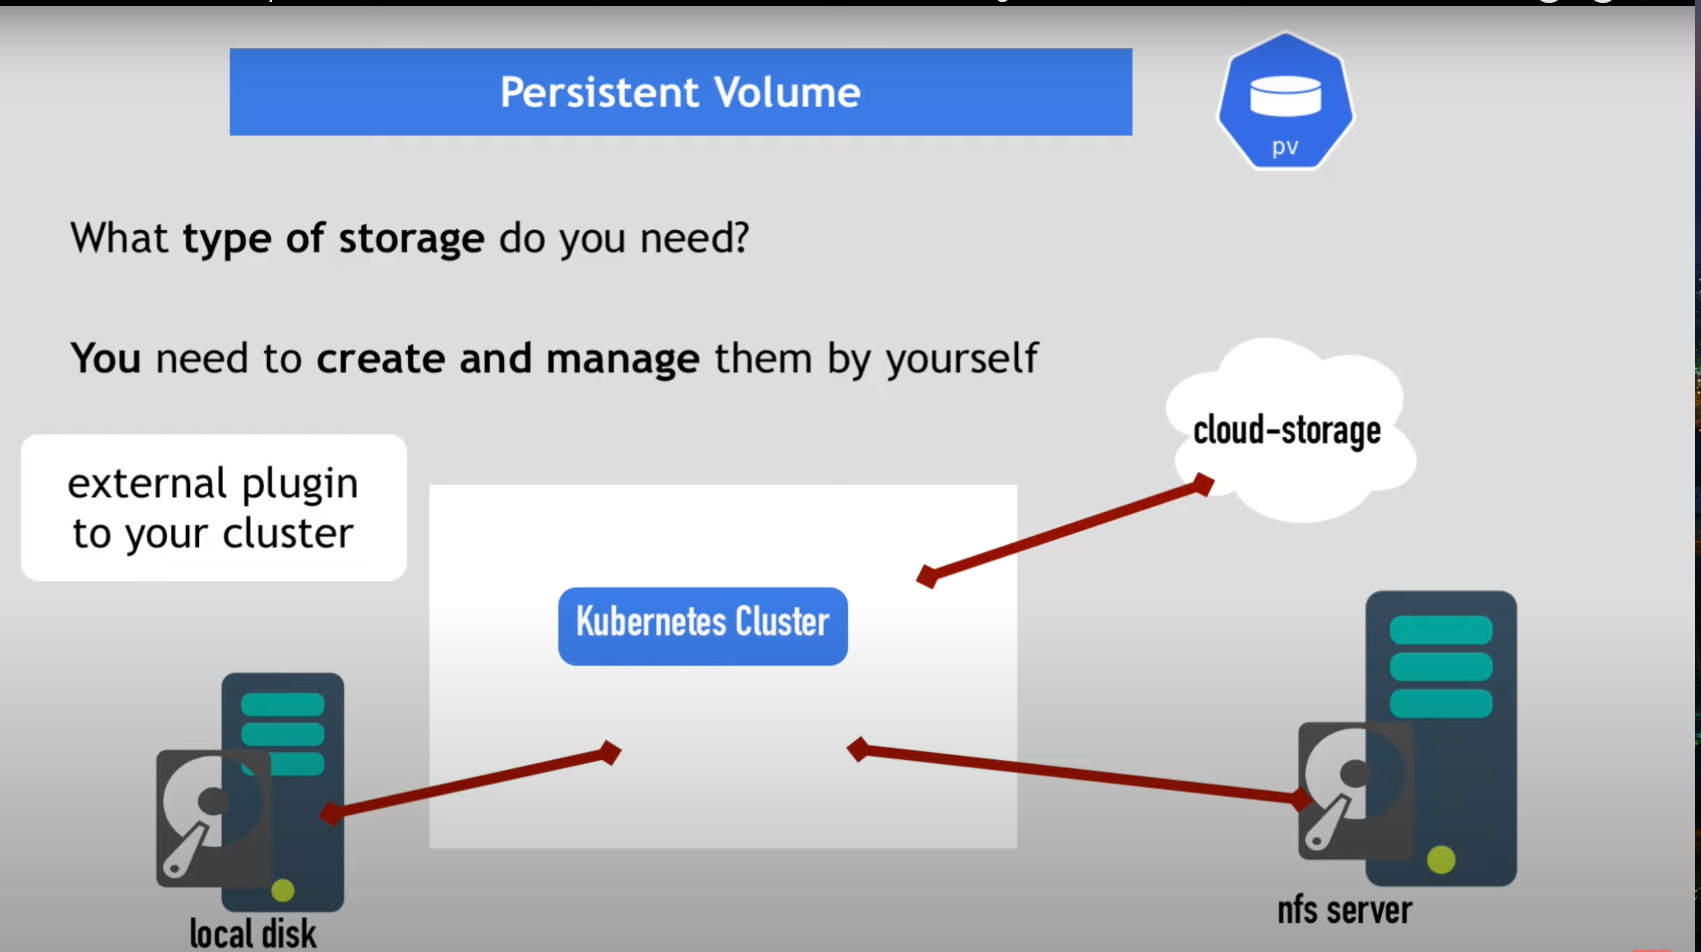 Persistent Volume
pv
What type of storage do you need?
You need to create and manage them by yourself
cloud-storage
external plugin
to your cluster
Kubernetes Cluster
local disk
nfs server